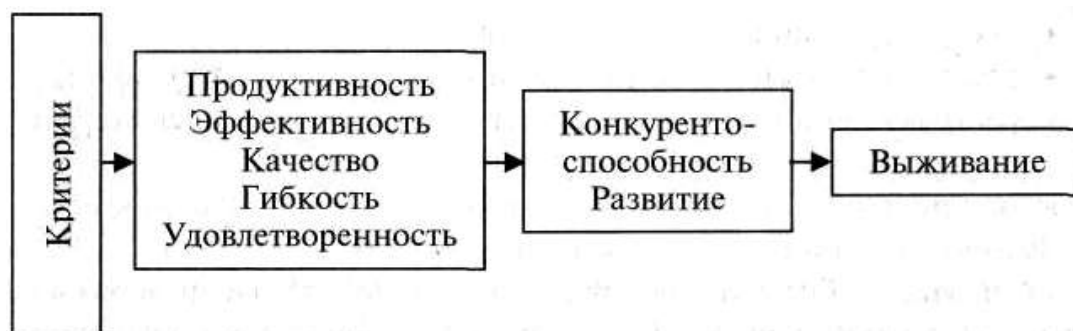 Критерии
Продуктивность
Эффективность
Качество
Гибкость
Удовлетворенность
Конкуренто-
способность
Развитие
Выживание